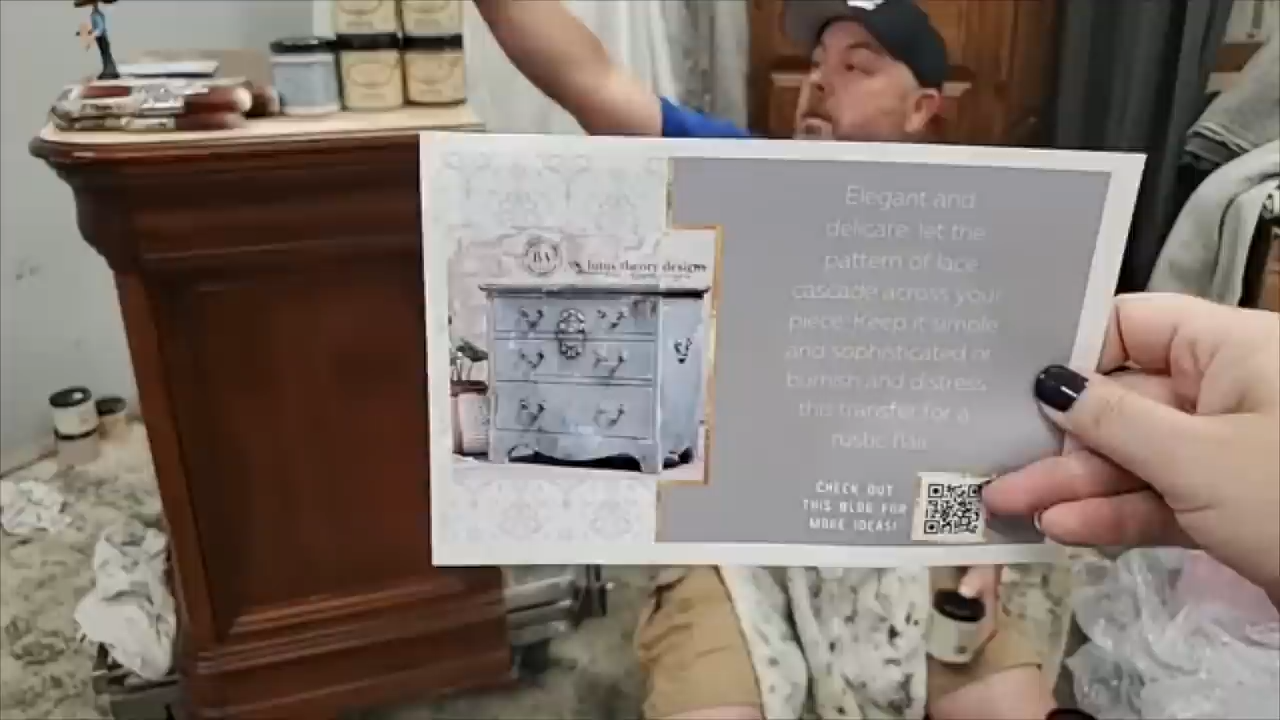 BA
lotus theory designs
Elegant and
delicate, let the
pattern of lace
cascade across your
piece. Keep it simple
and sophisticated or
burnish and distress
this transfer for a
rustic flair.
CHECK OUT
THIS BLOG FOR
MORE IDEAS!